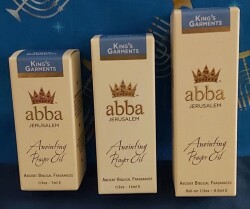 KING'S
GARMENTS
abba
JERUSALEM
Anointing
Prayer Oil
ANCIENT BIBLICAL FRAGRANCES
KING'S
GARMENTS
abba
JERUSALEM
Anointing
Prayer Oil
ANCIENT BIBLICAL FRAGRANCES
KING'S
GARMENTS
abba
JERUSALEM
Anointing
Prayer Oil
ANCIENT BIBLICAL FRAGRANCES